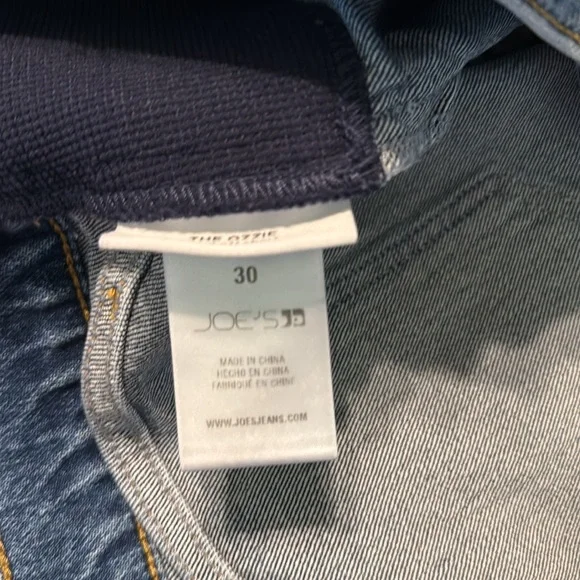 THE OZZIE
30
JOE'S
MADE IN CHINA
HECHO EN CHINA
FABRIQUÉ EN CHINE
WWW.JOESJEANS.COM